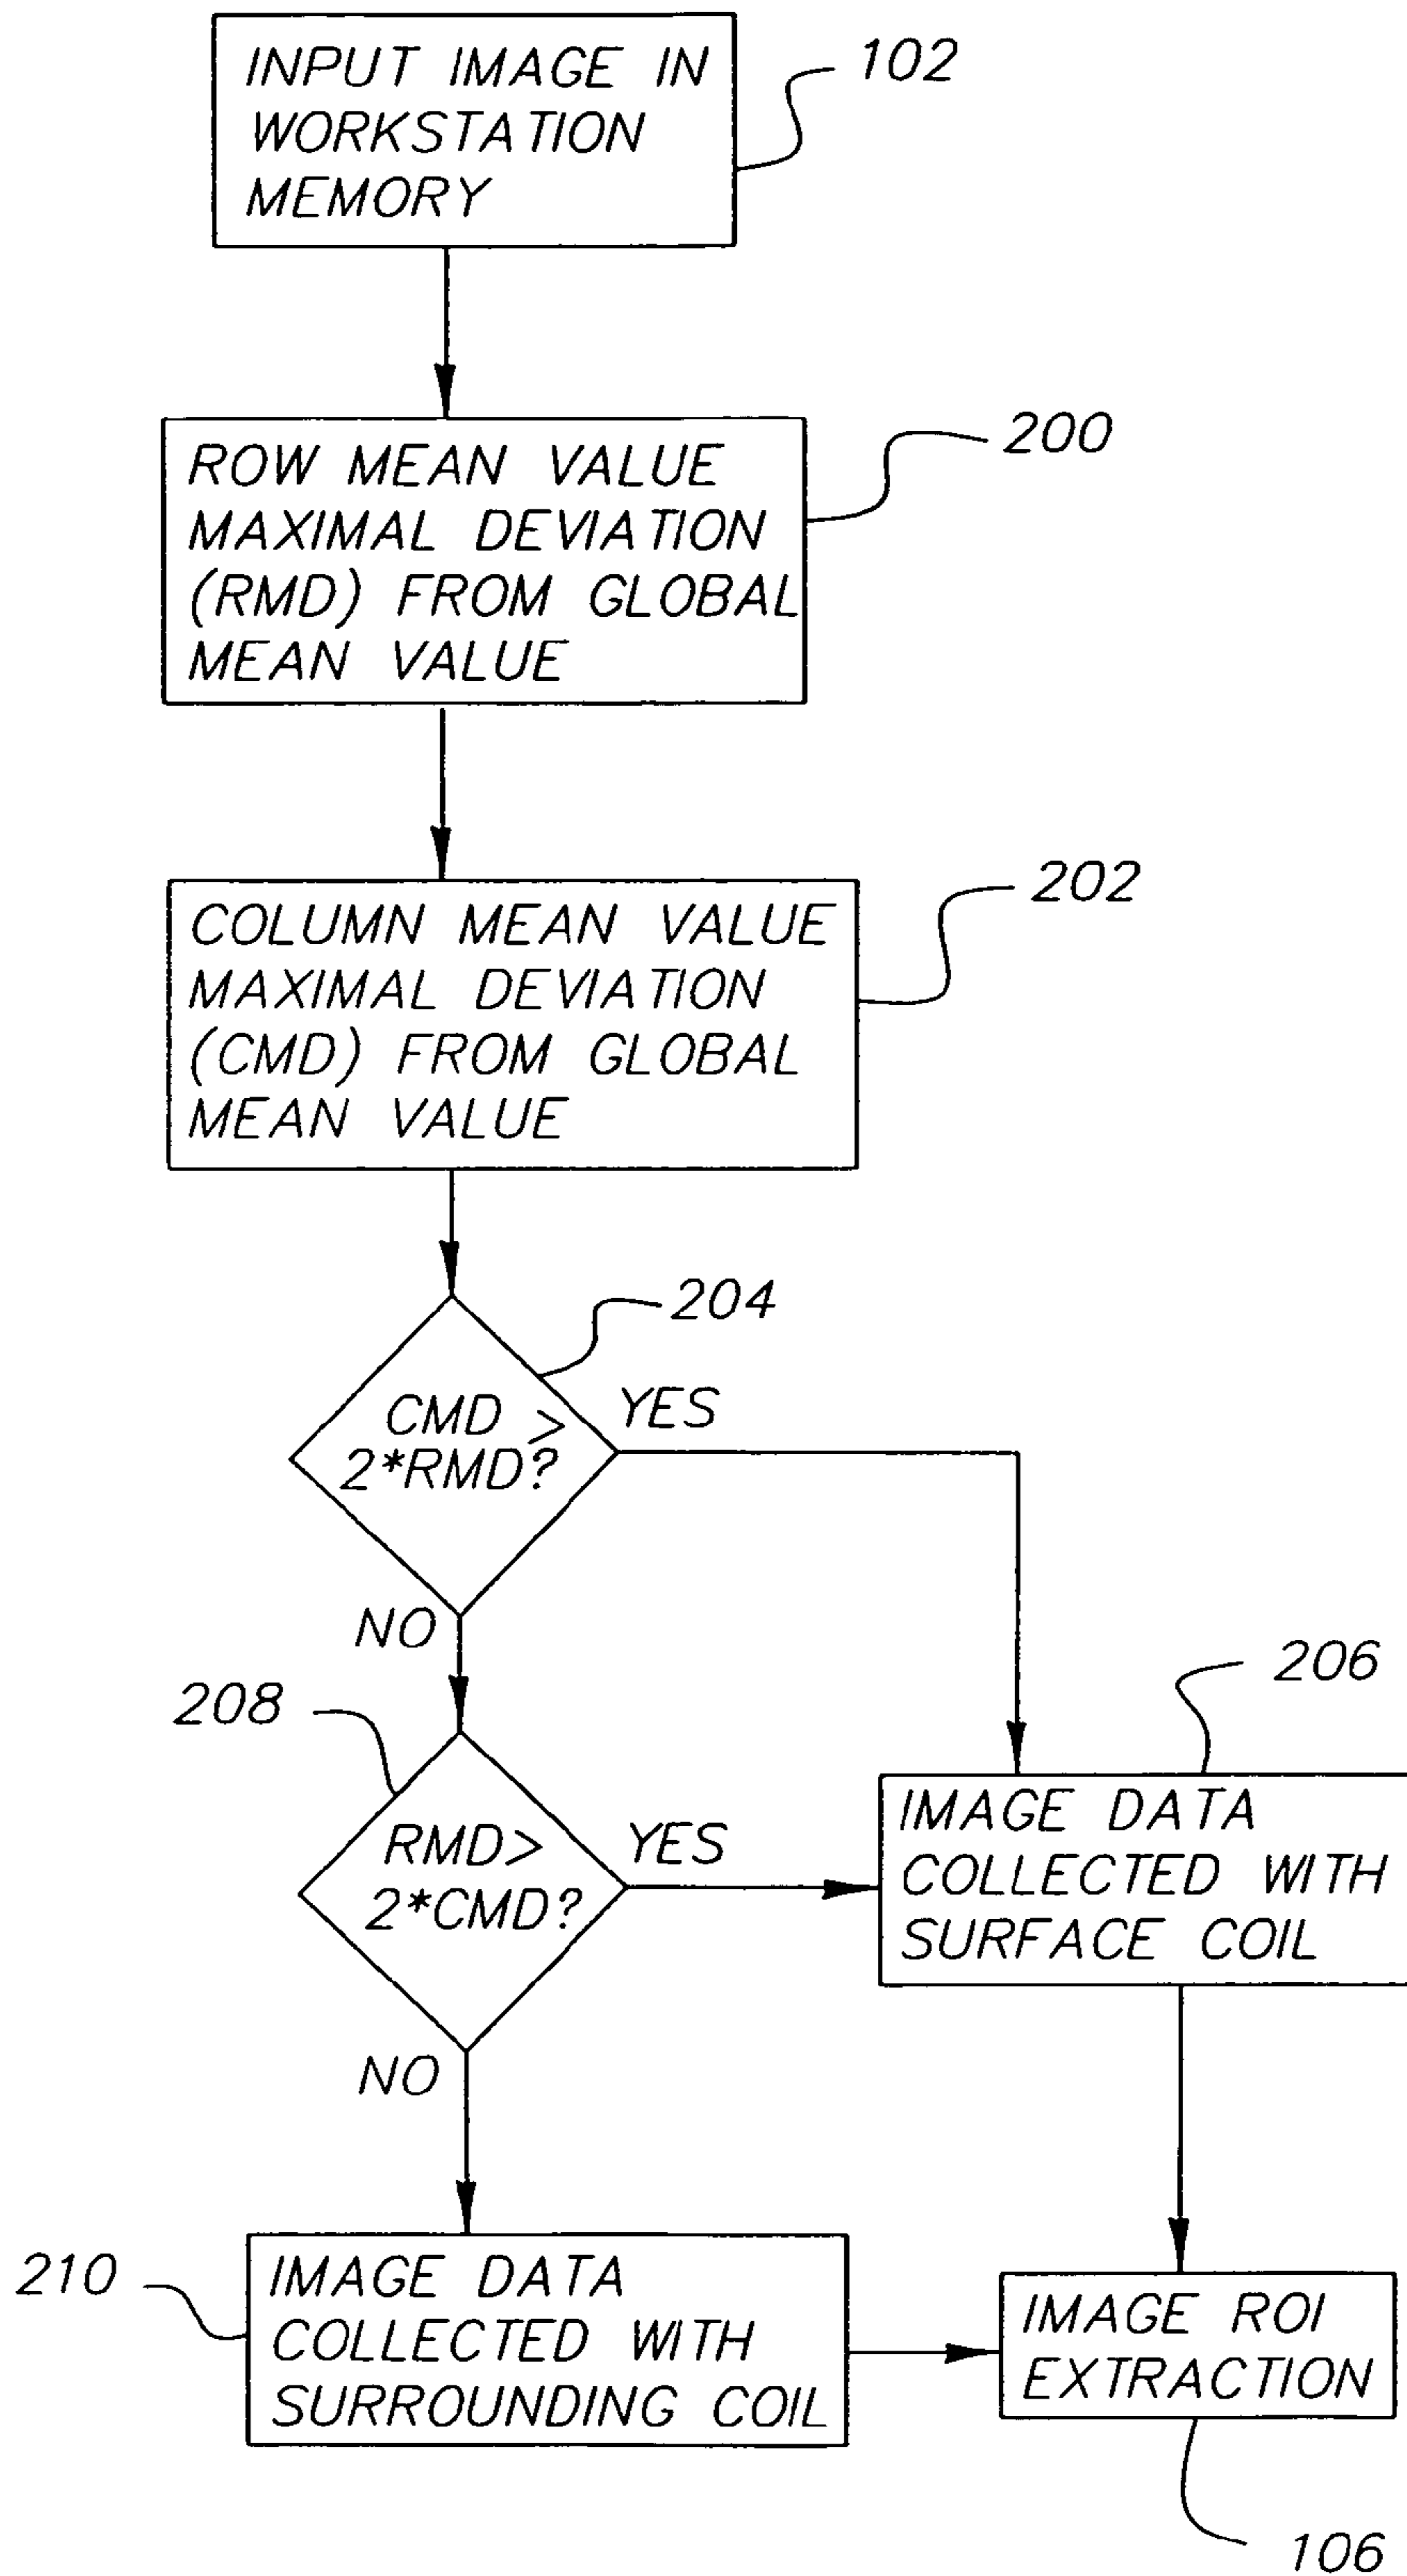 INPUT IMAGE IN
WORKSTATION
MEMORY
102
ROW MEAN VALUE
MAXIMAL DEVIATION
(RMD) FROM GLOBAL
MEAN VALUE
200
COLUMN MEAN VALUE
MAXIMAL DEVIATION
(CMD) FROM GLOBAL
MEAN VALUE
202
204
CMD >
2*RMD?
YES
NO
208
RMD>
2*CMD?
YES
NO
206
IMAGE DATA
COLLECTED WITH
SURFACE COIL
210
IMAGE DATA
COLLECTED WITH
SURROUNDING COIL
IMAGE ROI
EXTRACTION
106